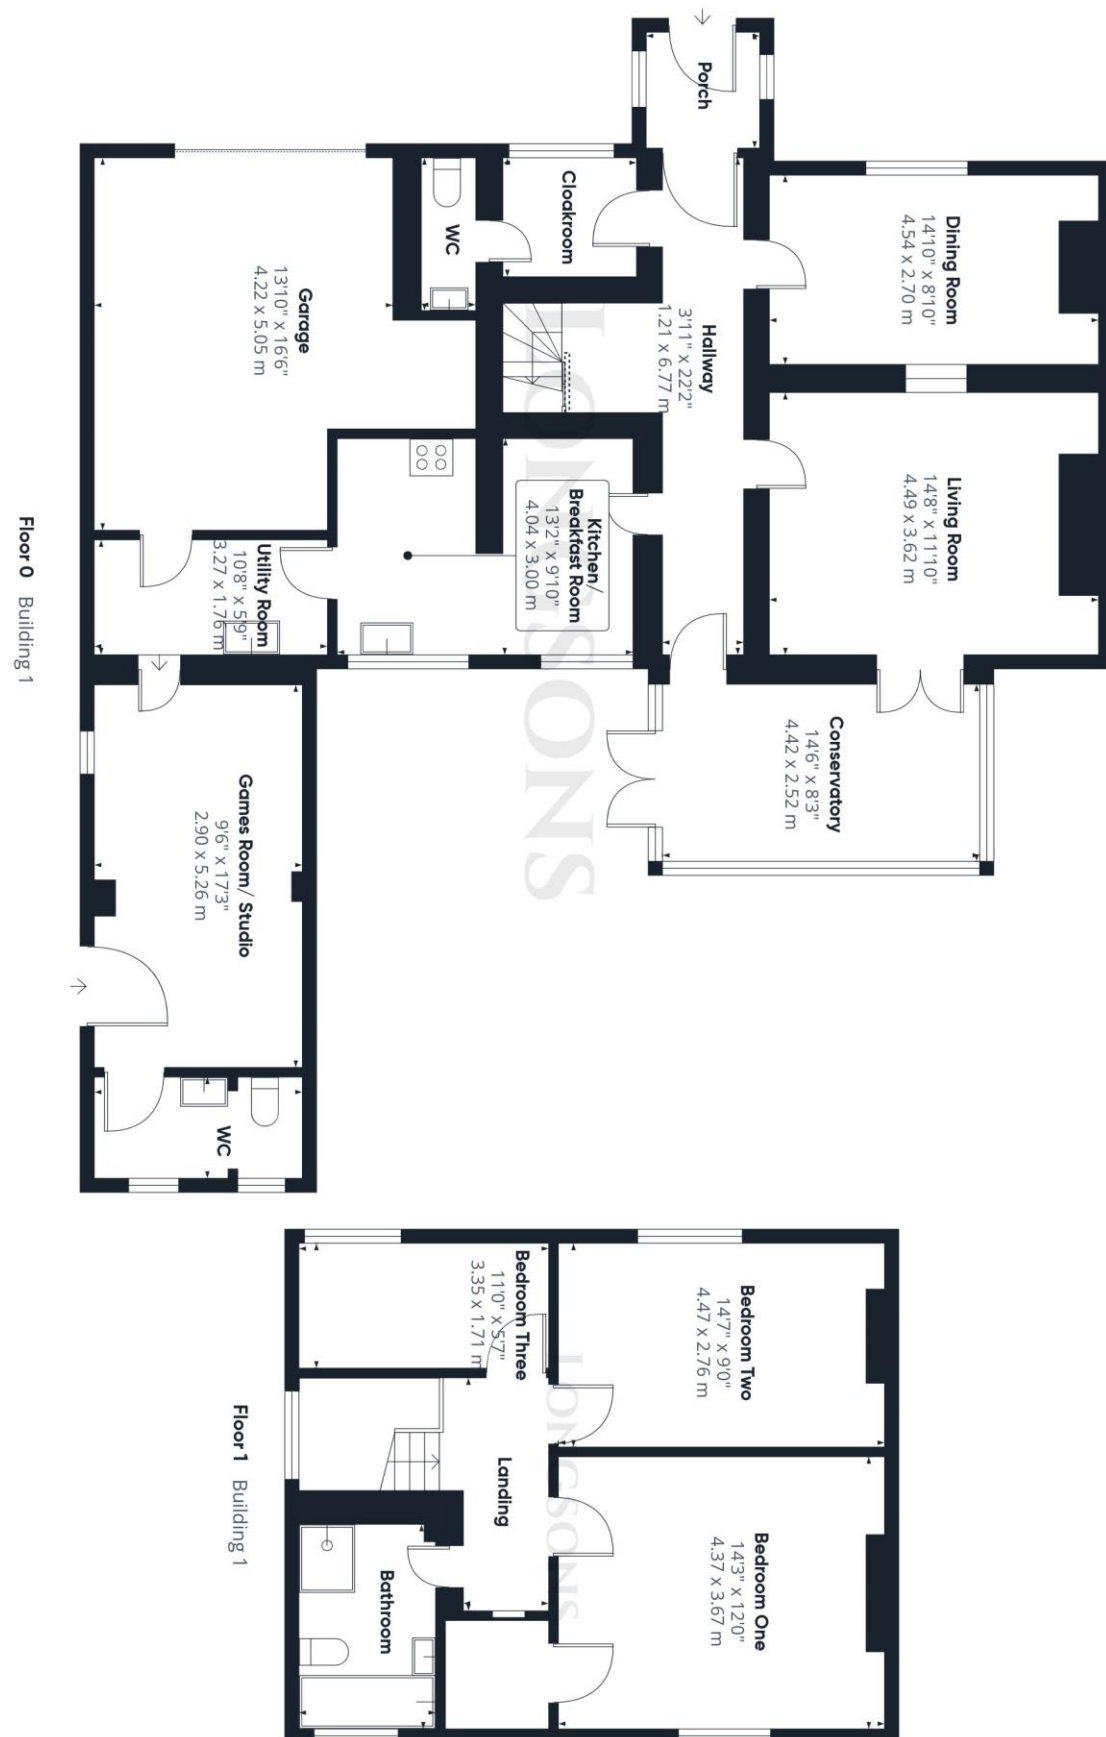 Porch
Cloakroom
WC
Dining Room
14'10" x 8'10"
4.54 x 2.70 m
Hallway
3'11" x 22'2"
1.21 x 6.77 m
Garage
13'10" x 16'6"
4.22 x 5.05 m
Living Room
14'8" x 11'10"
4.49 x 3.62 m
Kitchen/
Breakfast Room
13'2" x 9'10"
4.04 x 3.00 m
Utility Room
10'8" x 5'9"
3.27 x 1.76 m
Conservatory
14'6" x 8'3"
4.42 x 2.52 m
Games Room/ Studio
9'6" x 17'3"
2.90 x 5.26 m
WC
LONGSONS
Floor 0 Building 1
Bedroom Two
14'7" x 9'0"
4.47 x 2.76 m
Bedroom Three
11'0" x 5'7"
3.35 x 1.71 m
Landing
Bedroom One
14'3" x 12'0"
4.37 x 3.67 m
Bathroom
LONGSONS
Floor 1 Building 1